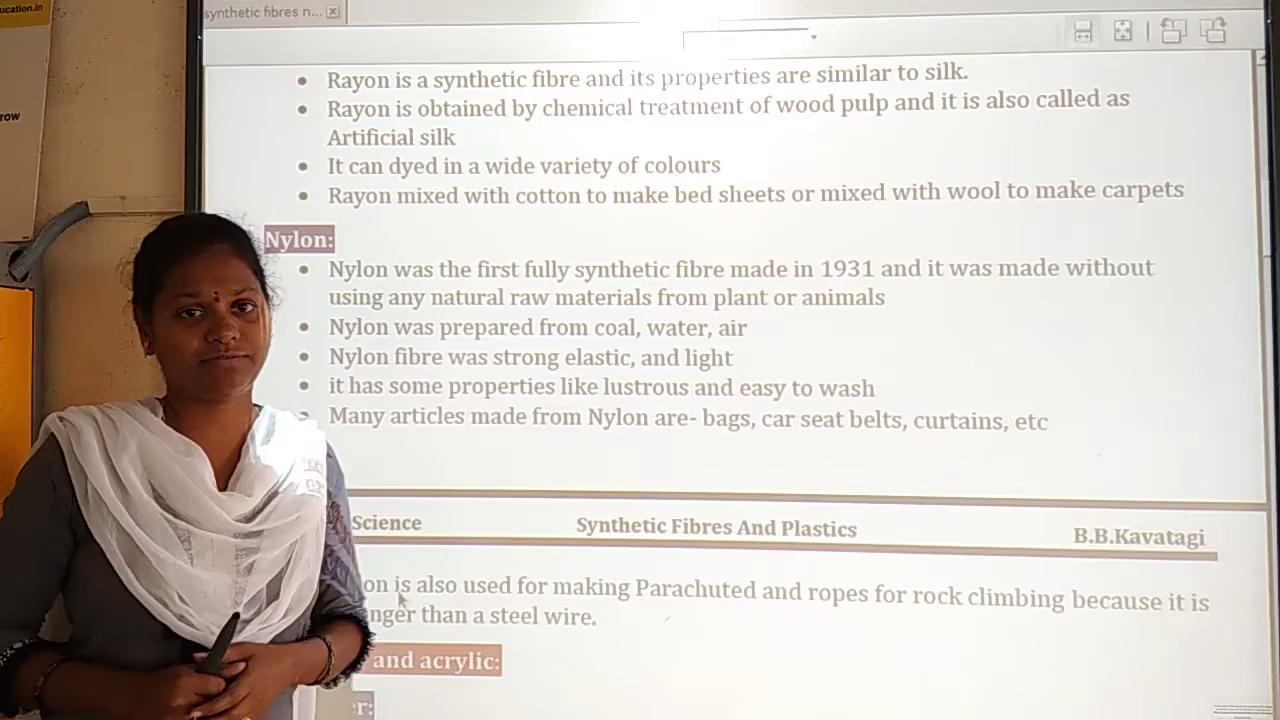 ucation.in
synthetic fibres n...
row
Rayon is a synthetic fibre and its properties are similar to silk.
Rayon is obtained by chemical treatment of wood pulp and it is also called as
Artificial silk
It can dyed in a wide variety of colours
Rayon mixed with cotton to make bed sheets or mixed with wool to make carpets
Nylon:
Nylon was the first fully synthetic fibre made in 1931 and it was made without
using any natural raw materials from plant or animals
Nylon was prepared from coal, water, air
Nylon fibre was strong elastic, and light
it has some properties like lustrous and easy to wash
Many articles made from Nylon are- bags, car seat belts, curtains, etc
Science Synthetic Fibres And Plastics B.B.Kavatagi
on is also used for making Parachuted and ropes for rock climbing because it is
nger than a steel wire.
and acrylic:
r: